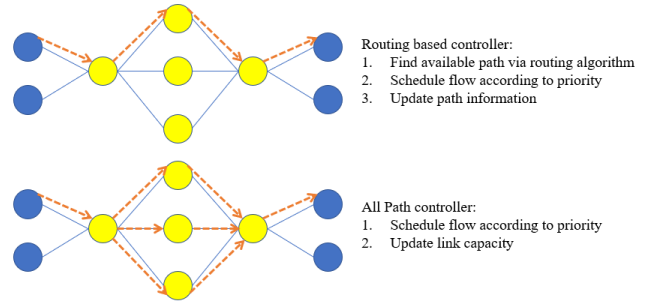 Routing based controller:
1. Find available path via routing algorithm
2. Schedule flow according to priority
3. Update path information
All Path controller:
1. Schedule flow according to priority
2. Update link capacity